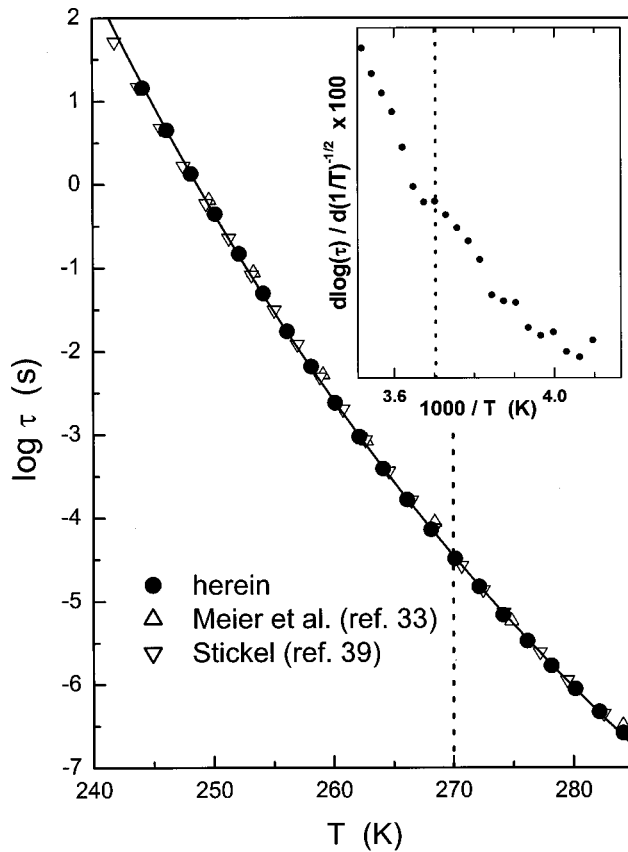 2
1
0
-1
-2
-3
-4
-5
-6
-7
240
250
260
270
280
T (K)
log τ (s)
herein
Meier et al. (ref. 33)
Stickel (ref. 39)
dlog(τ) / d(1/T)-1/2 x 100
3.6
4.0
1000 / T (K)